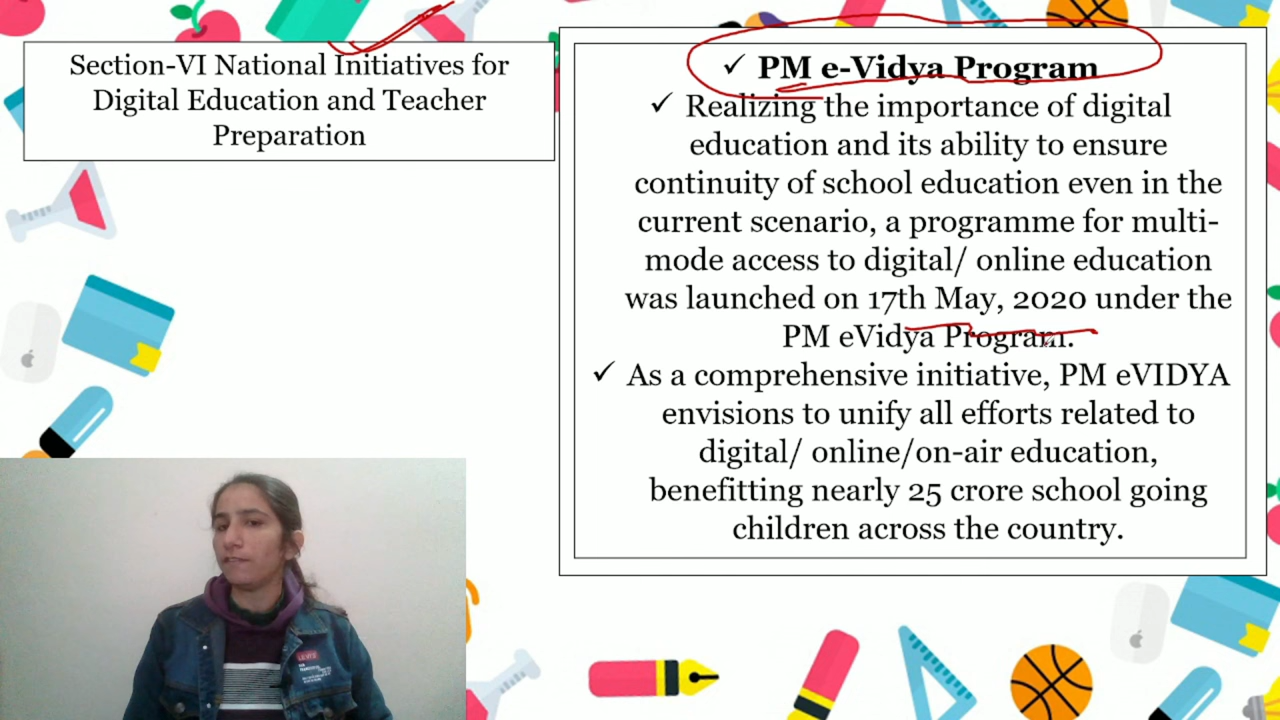 Section-VI National Initiatives for
Digital Education and Teacher
Preparation
✓ PM e-Vidya Program
✓ Realizing the importance of digital
education and its ability to ensure
continuity of school education even in the
current scenario, a programme for multi-
mode access to digital/ online education
was launched on 17th May, 2020 under the
PM eVidya Program.
✓ As a comprehensive initiative, PM eVIDYA
envisions to unify all efforts related to
digital/ online/on-air education,
benefitting nearly 25 crore school going
children across the country.